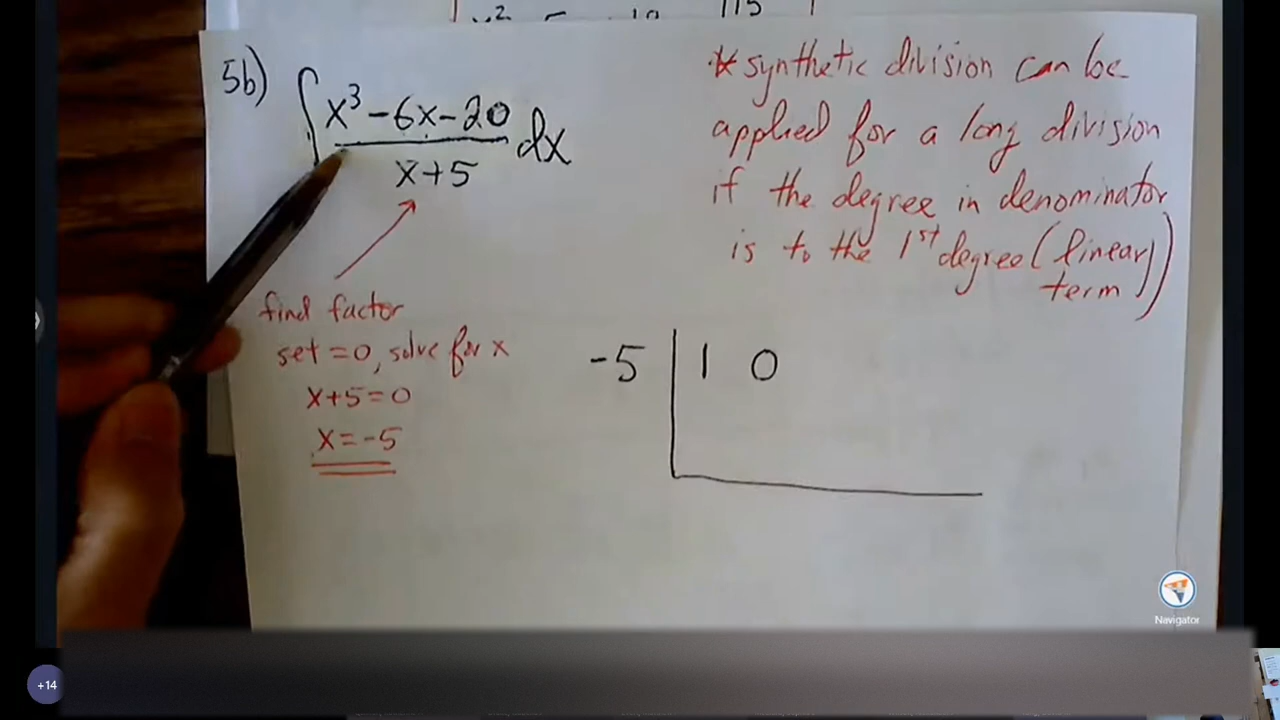 5b) ∫ x³ -6x-20 dx
x+5
* synthetic division can be
applied for a long division
if the degree in denominator
is to the 1st degree (linear
term))
find factor
set =0, solve for x
x+5=0
x=-5
-5 | 1 0
Navigator
+14